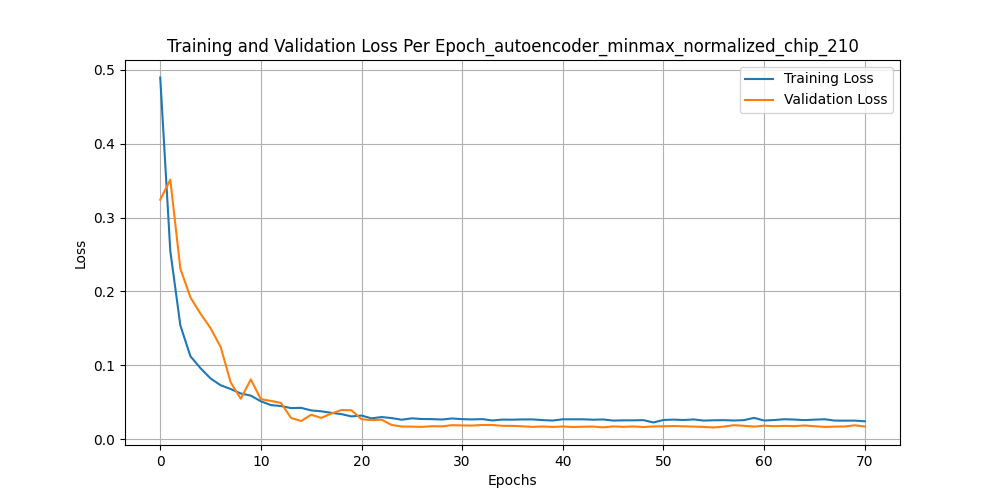 Training and Validation Loss Per Epoch_autoencoder_minmax_normalized_chip_210
Training Loss
Validation Loss
Loss
0.5
0.4
0.3
0.2
0.1
0.0
0 10 20 30 40 50 60 70
Epochs